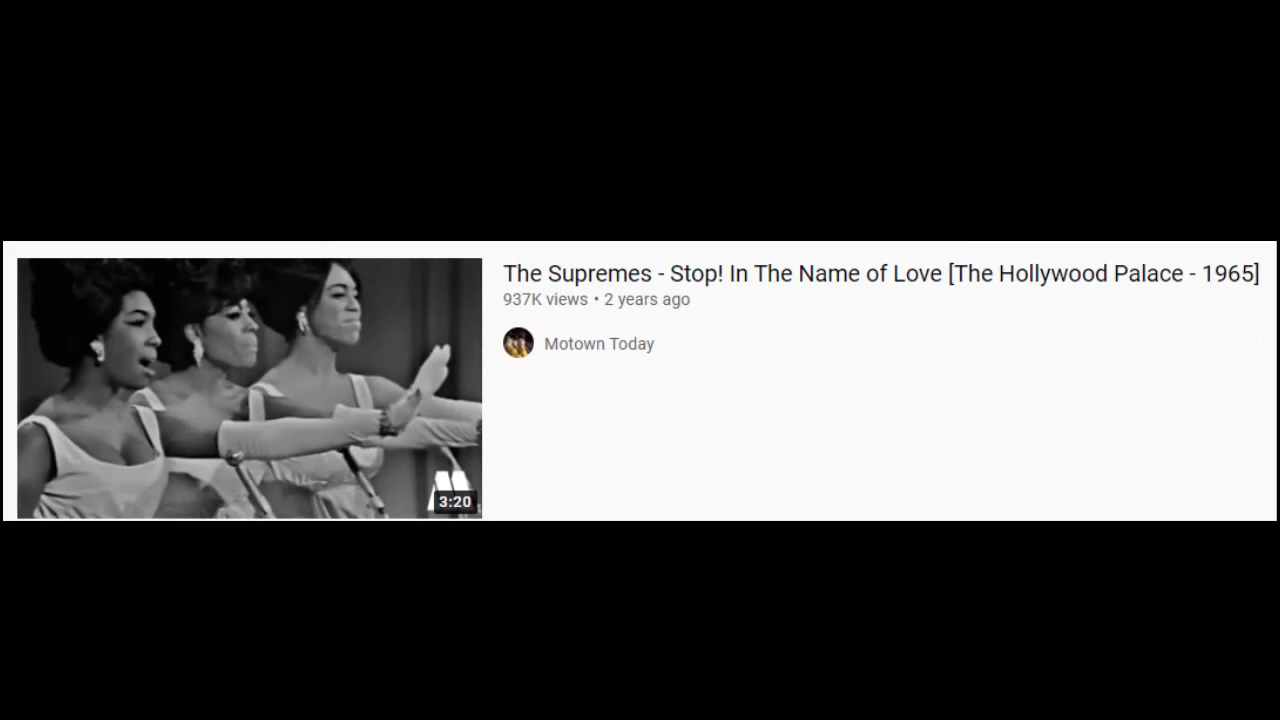 The Supremes - Stop! In The Name of Love [The Hollywood Palace - 1965]
937K views • 2 years ago
Motown Today
3:20